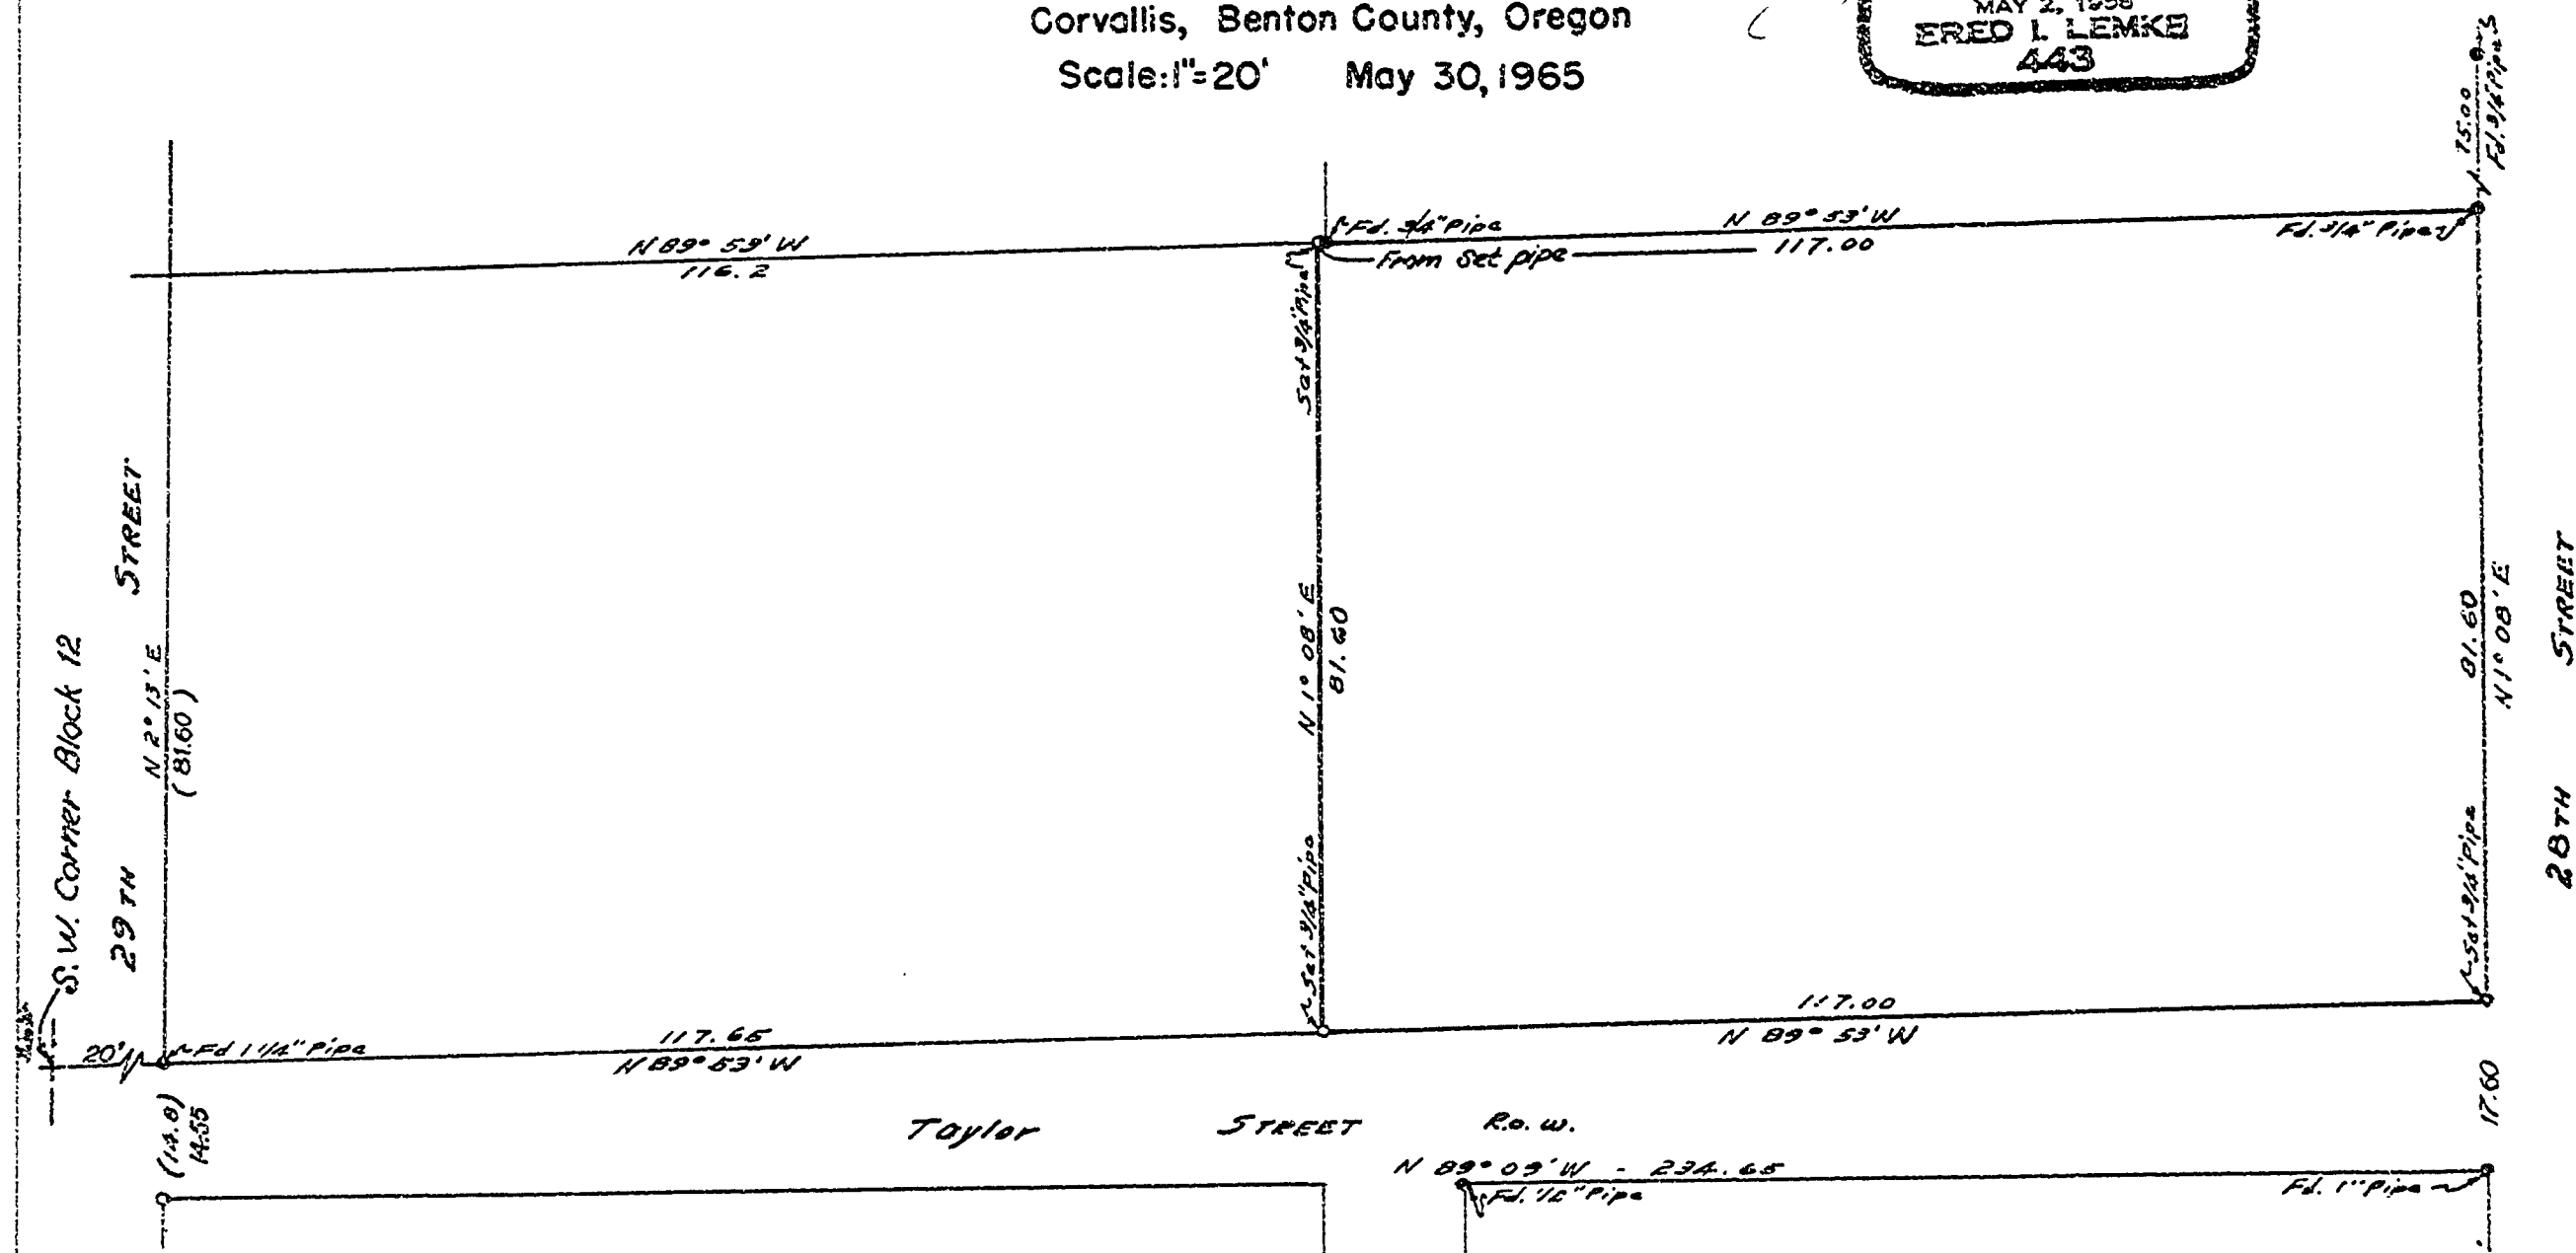 Corvallis, Benton County, Oregon
Scale:1"=20' May 30, 1965
MAY 2, 1958
FRED I. LEMKE
443
75.00
Fd. 3/4" Pipe
N 89° 59' W
116.2
Fd. 3/4" Pipe
From Set pipe
N 89° 53' W
117.00
Fd. 3/4" Pipe
Set 3/4" Pipe
STREET
29TH
N 2° 13' E
(81.60)
S.W. Corner Block 12
N 1° 08' E
81.60
81.60
N 1° 08' E
STREET
28TH
Set 3/4" Pipe
Set 3/4" Pipe
20'
Fd 1 1/4" Pipe
117.65
N 89° 53' W
117.00
N 89° 53' W
(14.8)
14.55
17.60
Taylor STREET R.o.w.
N 89° 09' W - 234.65
Fd. 1/2" Pipe
Fd. 1" Pipe